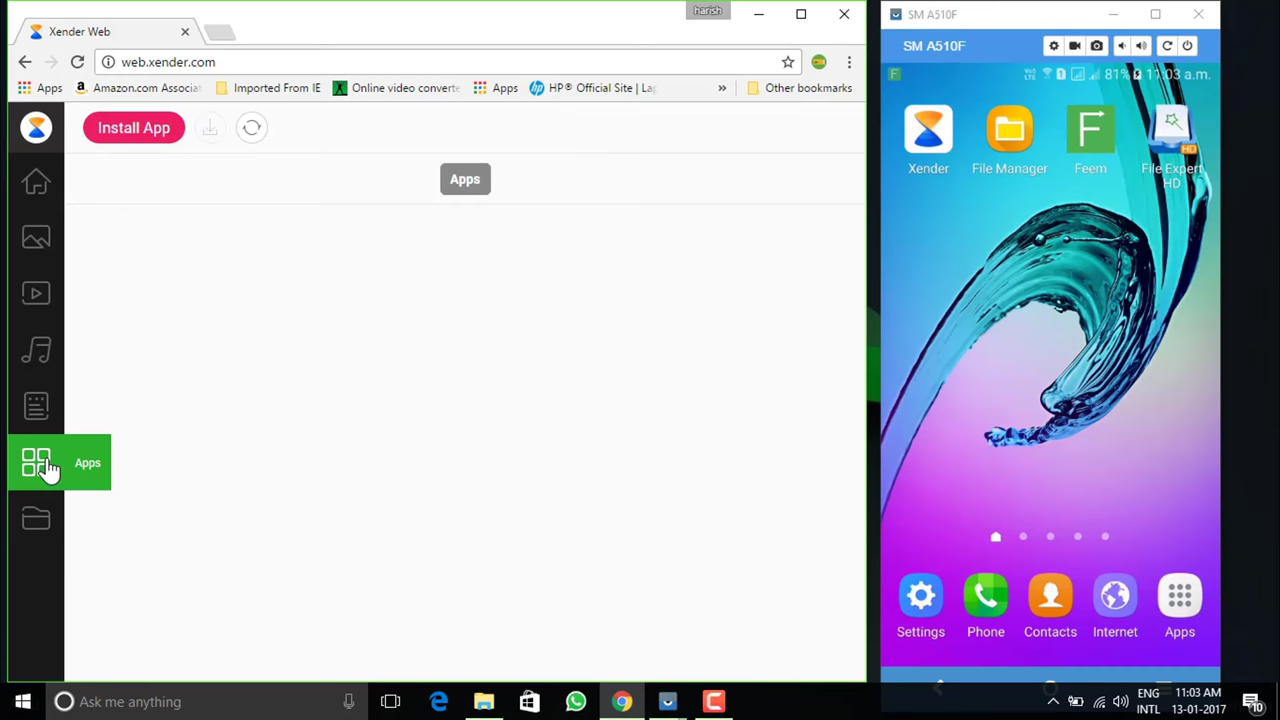 harish
Xender Web
web.xender.com
Apps
Amazon.com Associat
Imported From IE
Online video converte
Apps
HP® Official Site | La
»
Other bookmarks
Install App
Apps
Apps
Ask me anything
SM A510F
SM A510F
81% 11:03 a.m.
Xender
File Manager
Feem
File Expert
HD
Settings
Phone
Contacts
Internet
Apps
ENG
INTL
11:03 AM
13-01-2017
10